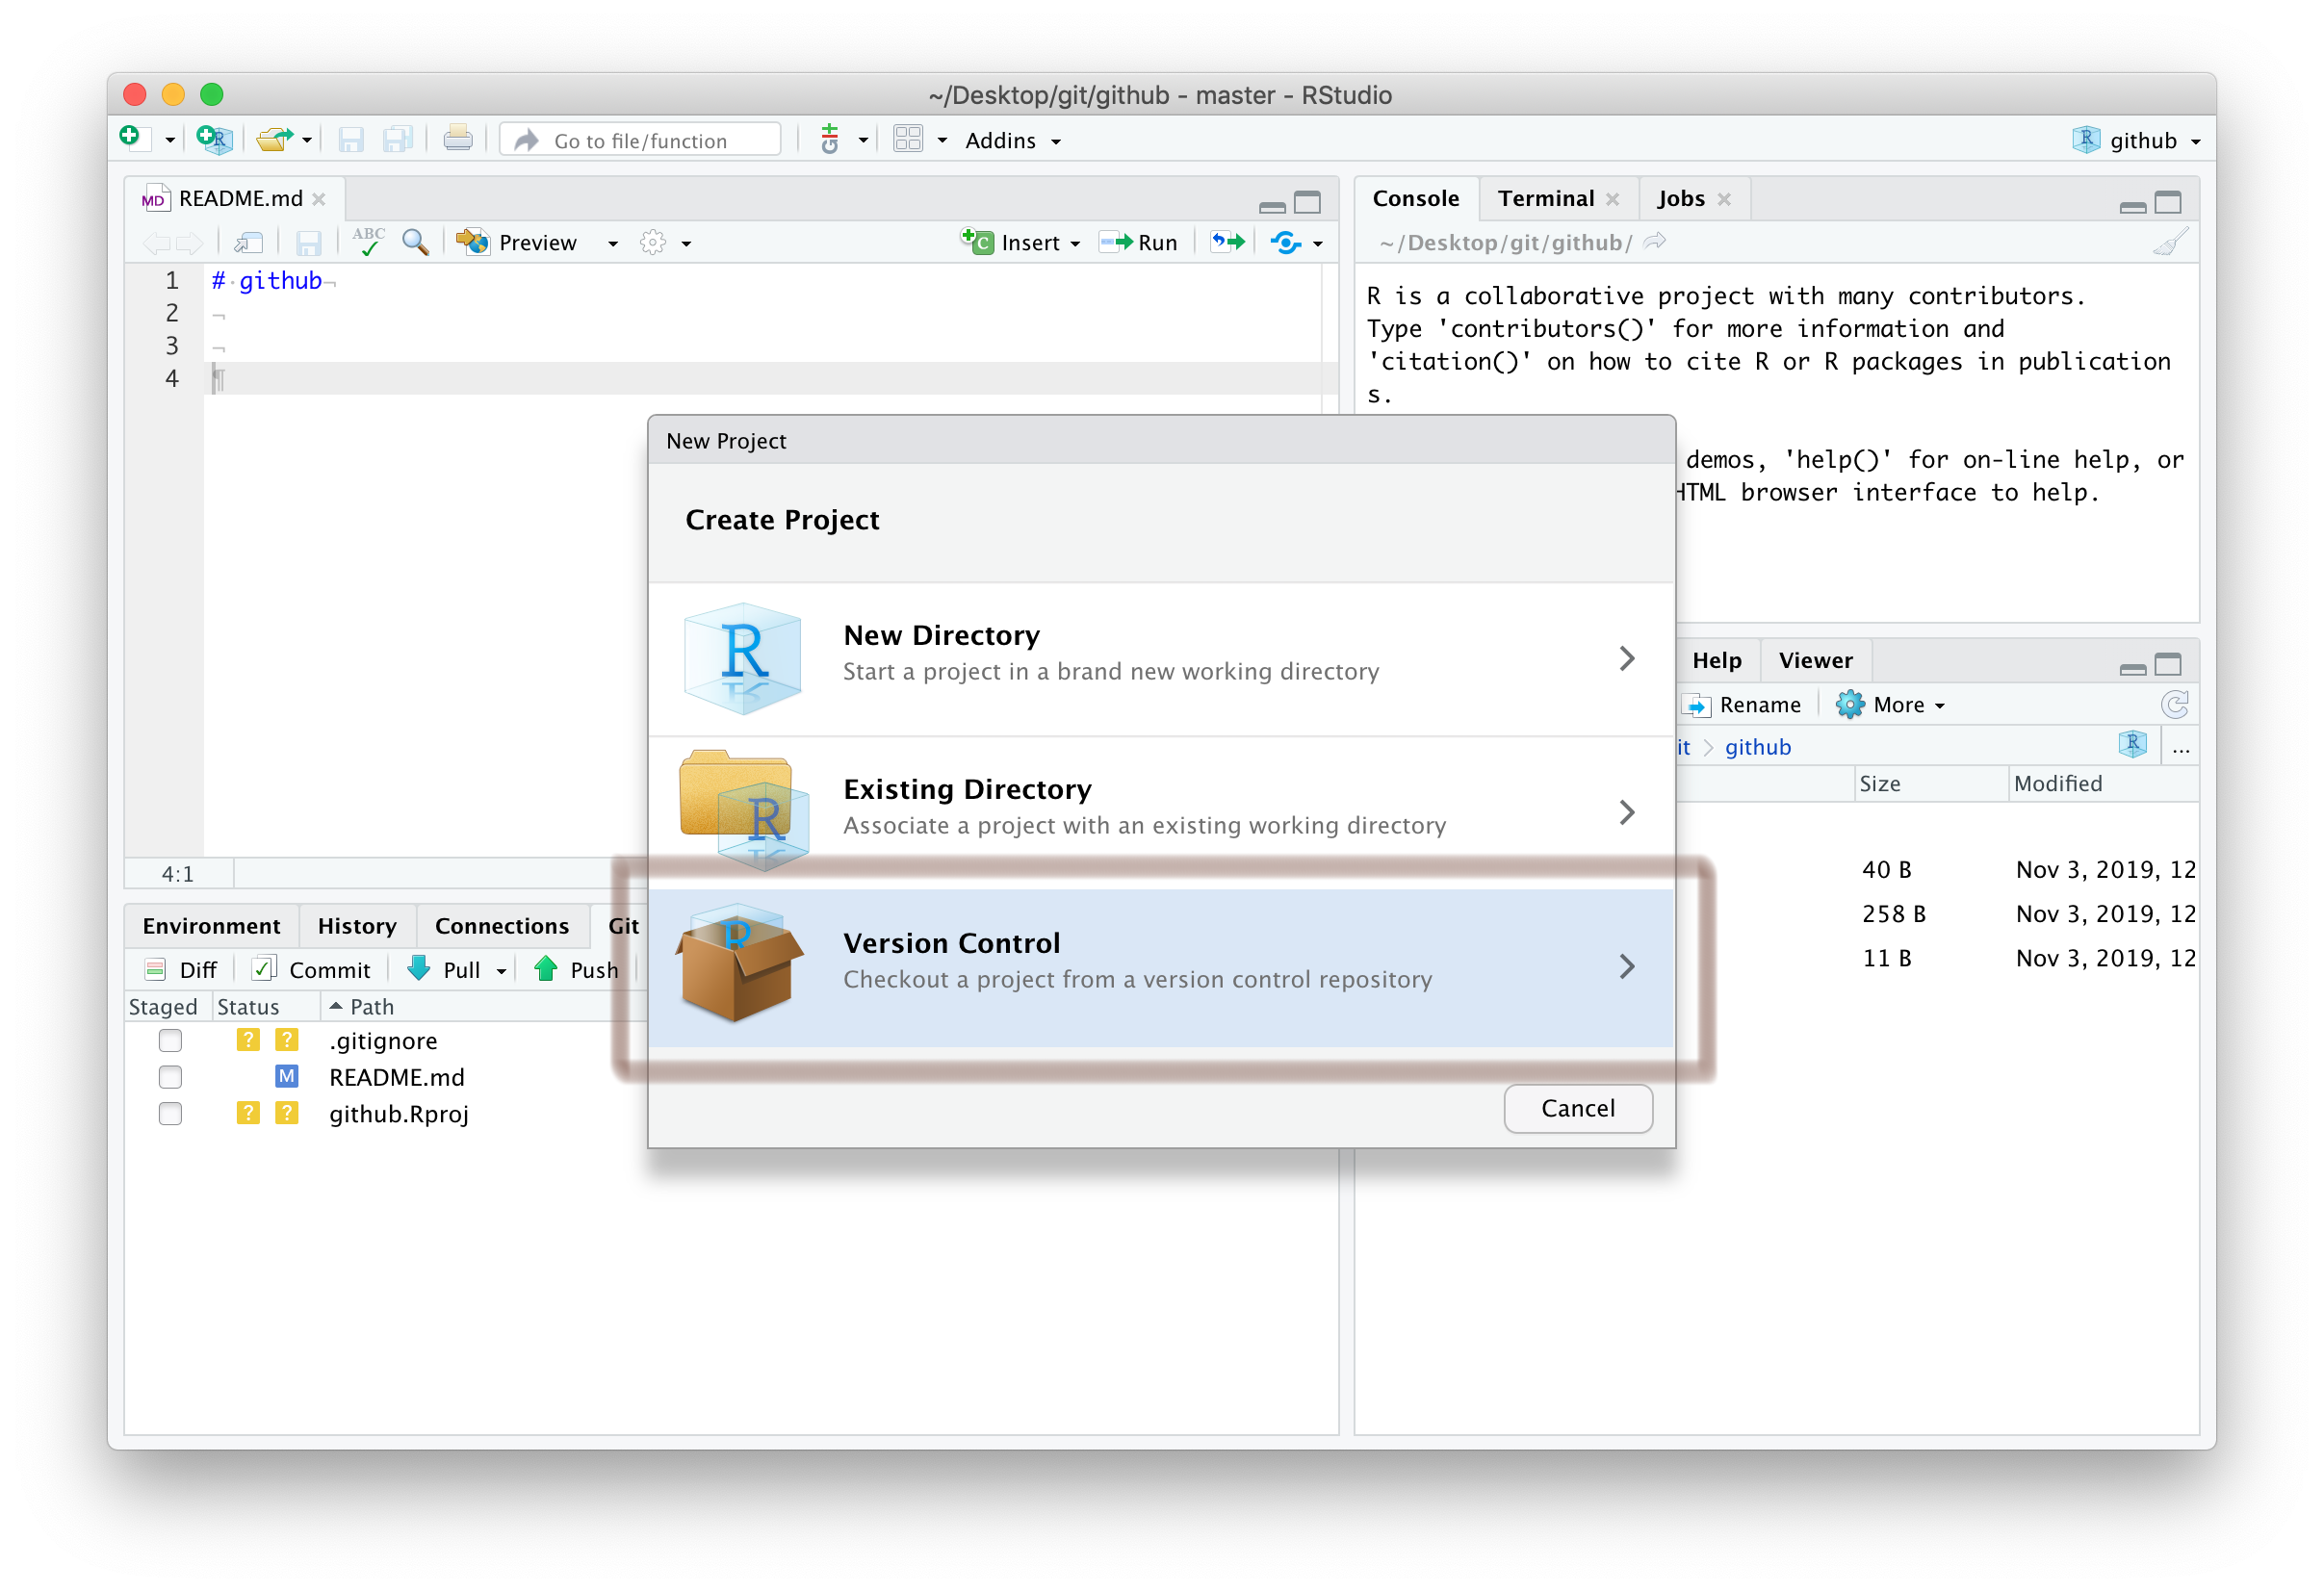 ~/Desktop/git/github - master - RStudio
Go to file/function
Addins
github
README.md
ABC
Preview
Insert
Run
1 # github
2
3
4
4:1
Console Terminal Jobs
~/Desktop/git/github/
R is a collaborative project with many contributors.
Type 'contributors()' for more information and
'citation()' on how to cite R or R packages in publication
s.
demos, 'help()' for on-line help, or
HTML browser interface to help.
New Project
Create Project
New Directory
Start a project in a brand new working directory
Existing Directory
Associate a project with an existing working directory
Version Control
Checkout a project from a version control repository
Cancel
Environment History Connections Git
Diff Commit Pull Push
Staged Status Path
? ? .gitignore
M README.md
? ? github.Rproj
Help Viewer
Rename More
it > github ...
Size Modified
40 B Nov 3, 2019, 12
258 B Nov 3, 2019, 12
11 B Nov 3, 2019, 12